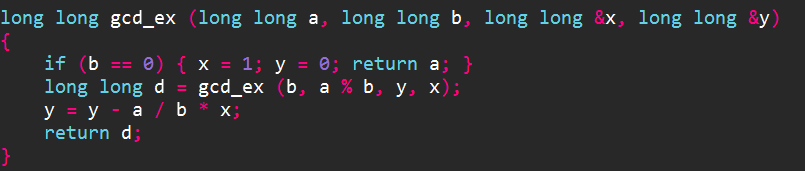 long long gcd_ex (long long a, long long b, long long &x, long long &y)
{
    if (b == 0) { x = 1; y = 0; return a; }
    long long d = gcd_ex (b, a % b, y, x);
    y = y - a / b * x;
    return d;
}